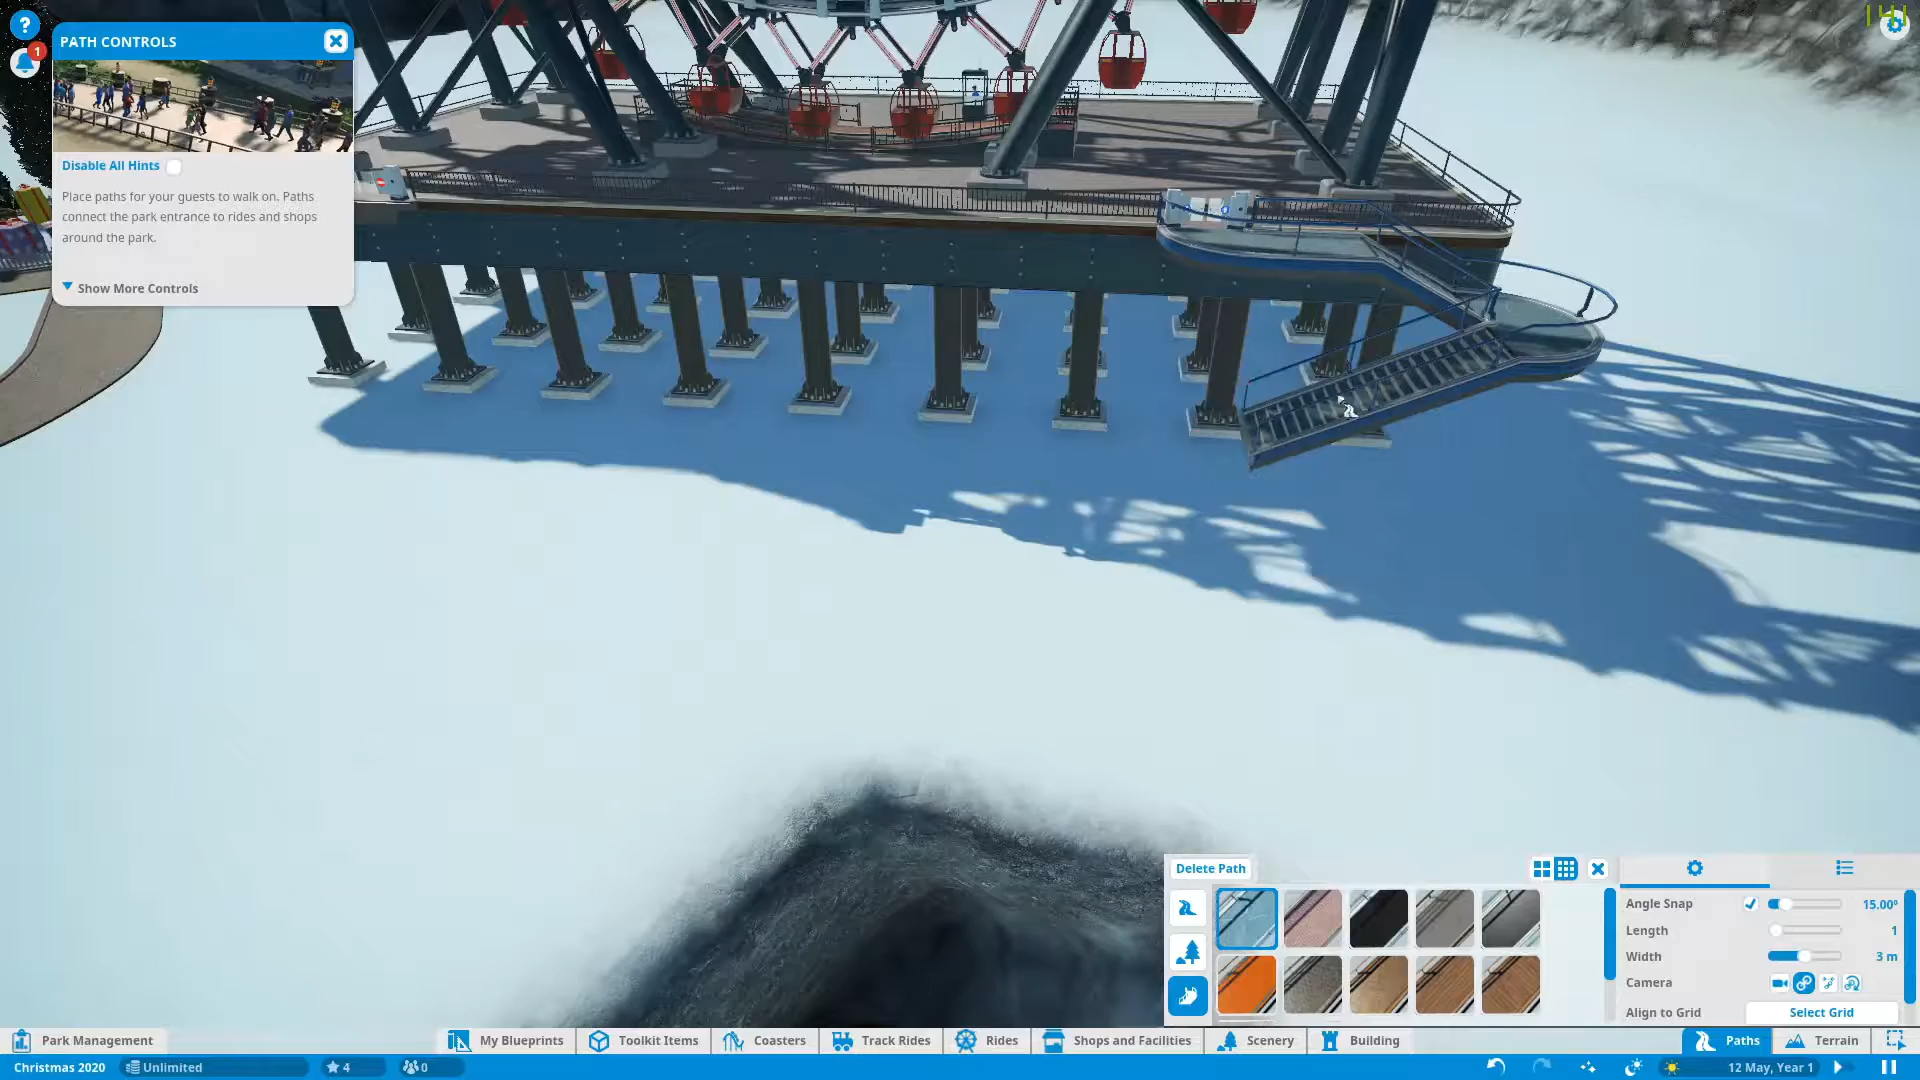 ?
1
PATH CONTROLS
Disable All Hints
Place paths for your guests to walk on. Paths
connect the park entrance to rides and shops
around the park.
Show More Controls
141
Delete Path
Angle Snap 15.00°
Length 1
Width 3 m
Camera
Align to Grid Select Grid
Park Management
My Blueprints
Toolkit Items
Coasters
Track Rides
Rides
Shops and Facilities
Scenery
Building
Paths
Terrain
Christmas 2020
Unlimited
4
0
12 May, Year 1